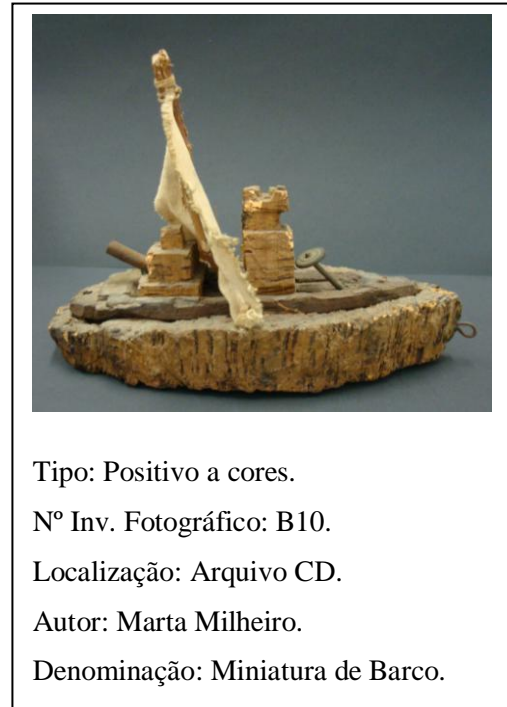 Tipo: Positivo a cores.
Nº Inv. Fotográfico: B10.
Localização: Arquivo CD.
Autor: Marta Milheiro.
Denominação: Miniatura de Barco.